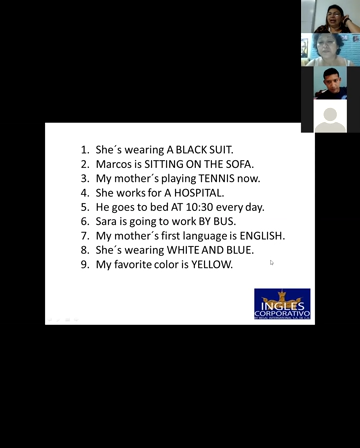 1. She´s wearing A BLACK SUIT.
2. Marcos is SITTING ON THE SOFA.
3. My mother´s playing TENNIS now.
4. She works for A HOSPITAL.
5. He goes to bed AT 10:30 every day.
6. Sara is going to work BY BUS.
7. My mother´s first language is ENGLISH.
8. She´s wearing WHITE AND BLUE.
9. My favorite color is YELLOW.
INGLES
CORPORATIVO